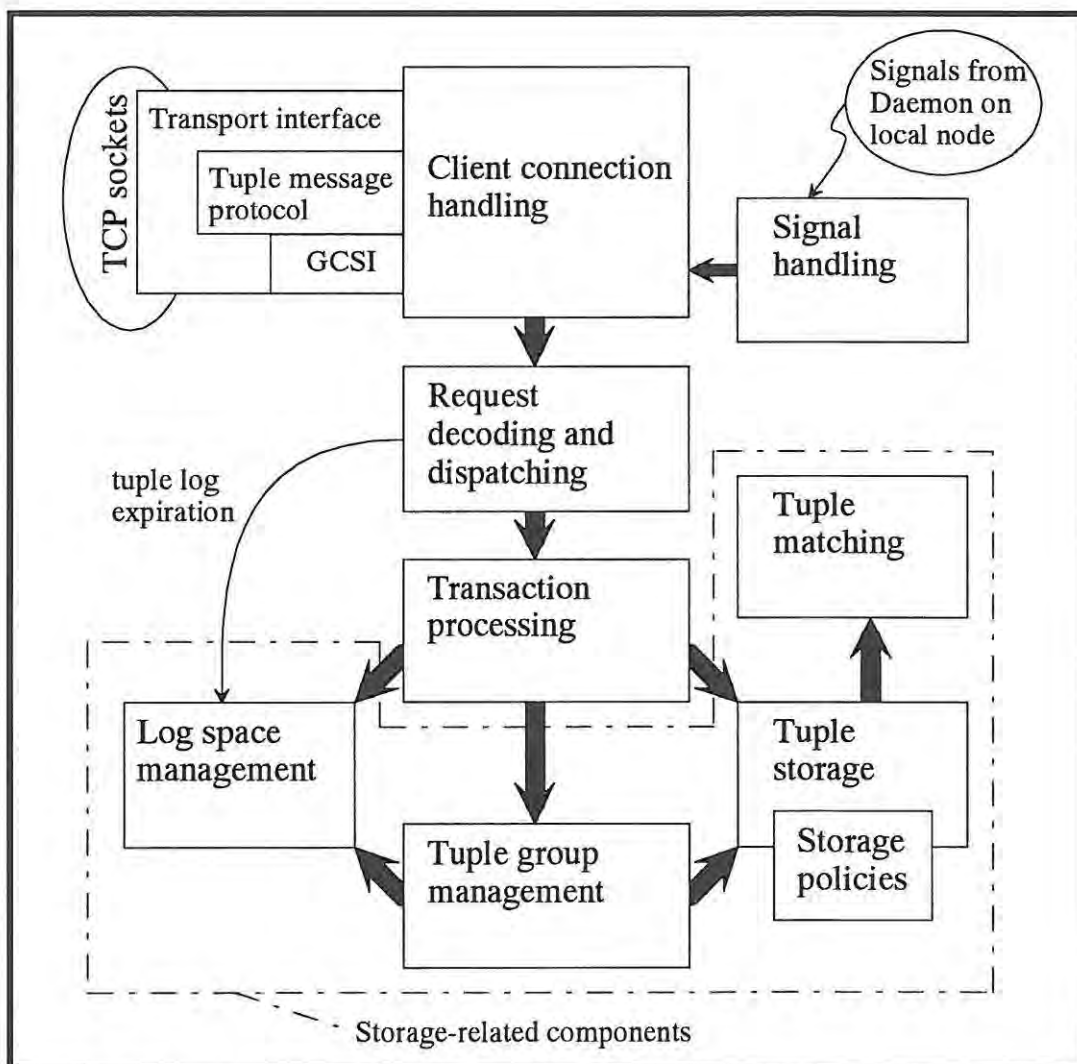 Signals from
Daemon on
local node
TCP sockets
Transport interface
Tuple message
protocol
GCSI
Client connection
handling
Signal
handling
Request
decoding and
dispatching
tuple log
expiration
Tuple
matching
Transaction
processing
Log space
management
Tuple
storage
Storage
policies
Tuple group
management
Storage-related components